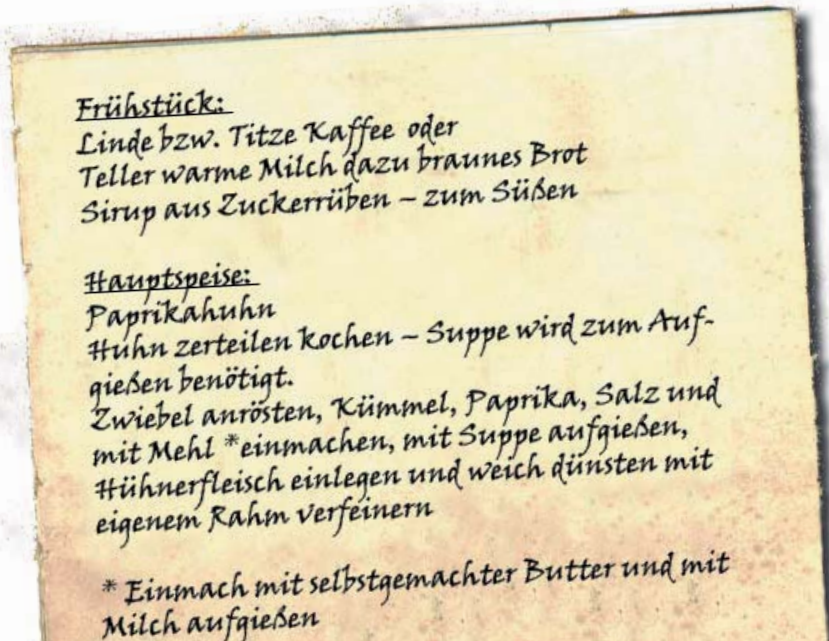 Frühstück:
Linde bzw. Titze Kaffee oder
Teller warme Milch dazu braunes Brot
Sirup aus Zuckerrüben – zum Süßen
Hauptspeise:
Paprikahuhn
Huhn zerteilen kochen – Suppe wird zum Auf-
gießen benötigt.
Zwiebel anrösten, Kümmel, Paprika, Salz und
mit Mehl *einmachen, mit Suppe aufgießen,
Hühnerfleisch einlegen und weich dünsten mit
eigenem Rahm verfeinern
* Einmach mit selbstgemachter Butter und mit
Milch aufgießen